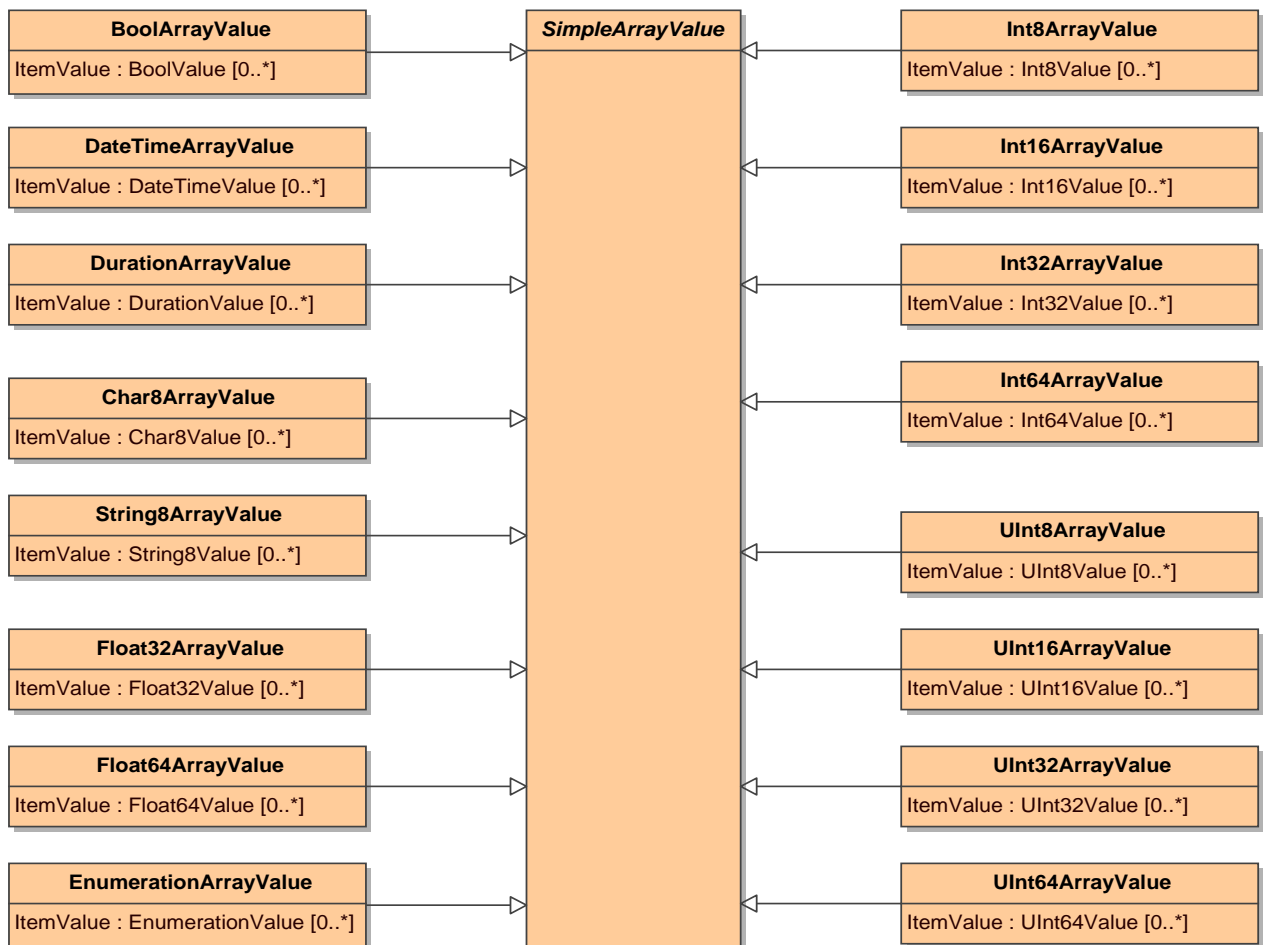 BoolArrayValue
ItemValue : BoolValue [0..*]
DateTimeArrayValue
ItemValue : DateTimeValue [0..*]
DurationArrayValue
ItemValue : DurationValue [0..*]
Char8ArrayValue
ItemValue : Char8Value [0..*]
String8ArrayValue
ItemValue : String8Value [0..*]
Float32ArrayValue
ItemValue : Float32Value [0..*]
Float64ArrayValue
ItemValue : Float64Value [0..*]
EnumerationArrayValue
ItemValue : EnumerationValue [0..*]
SimpleArrayValue
Int8ArrayValue
ItemValue : Int8Value [0..*]
Int16ArrayValue
ItemValue : Int16Value [0..*]
Int32ArrayValue
ItemValue : Int32Value [0..*]
Int64ArrayValue
ItemValue : Int64Value [0..*]
UInt8ArrayValue
ItemValue : UInt8Value [0..*]
UInt16ArrayValue
ItemValue : UInt16Value [0..*]
UInt32ArrayValue
ItemValue : UInt32Value [0..*]
UInt64ArrayValue
ItemValue : UInt64Value [0..*]